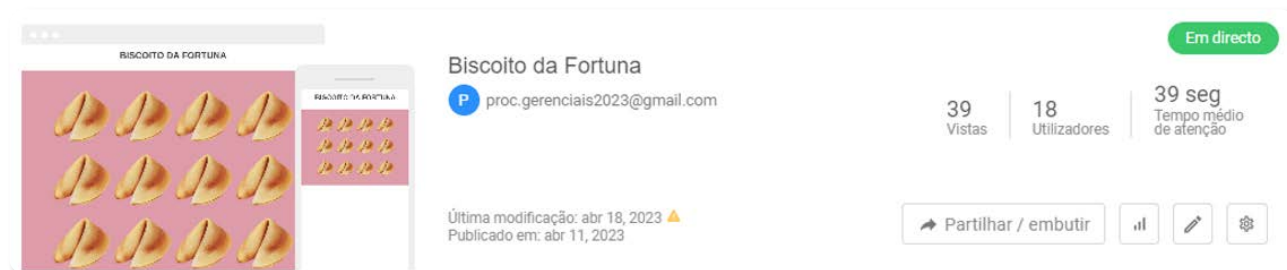 BISCOITO DA FORTUNA
BISCOITO DA FORTUNA
Biscoito da Fortuna
P proc.gerenciais2023@gmail.com
Última modificação: abr 18, 2023
Publicado em: abr 11, 2023
Em directo
39
Vistas
18
Utilizadores
39 seg
Tempo médio
de atenção
Partilhar / embutir